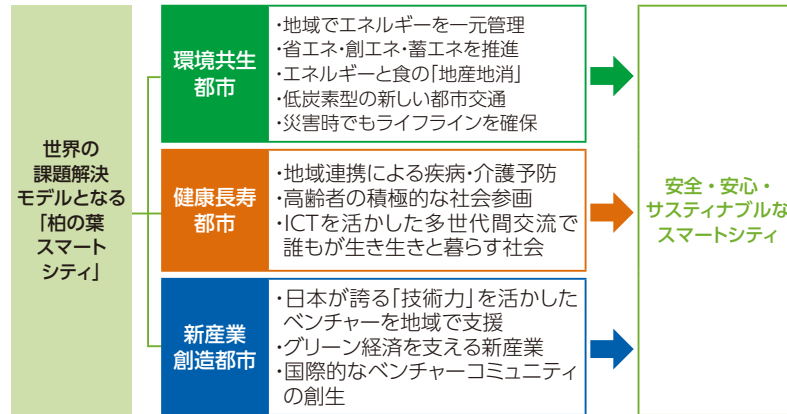 世界の
課題解決
モデルとなる
「柏の葉
スマート
シティ」
環境共生
都市
・地域でエネルギーを一元管理
・省エネ・創エネ・蓄エネを推進
・エネルギーと食の「地産地消」
・低炭素型の新しい都市交通
・災害時でもライフラインを確保
健康長寿
都市
・地域連携による疾病・介護予防
・高齢者の積極的な社会参画
・ICTを活かした多世代間交流で
誰もが生き生きと暮らす社会
新産業
創造都市
・日本が誇る「技術力」を活かした
ベンチャーを地域で支援
・グリーン経済を支える新産業
・国際的なベンチャーコミュニティ
の創生
安全・安心・
サスティナブルな
スマートシティ